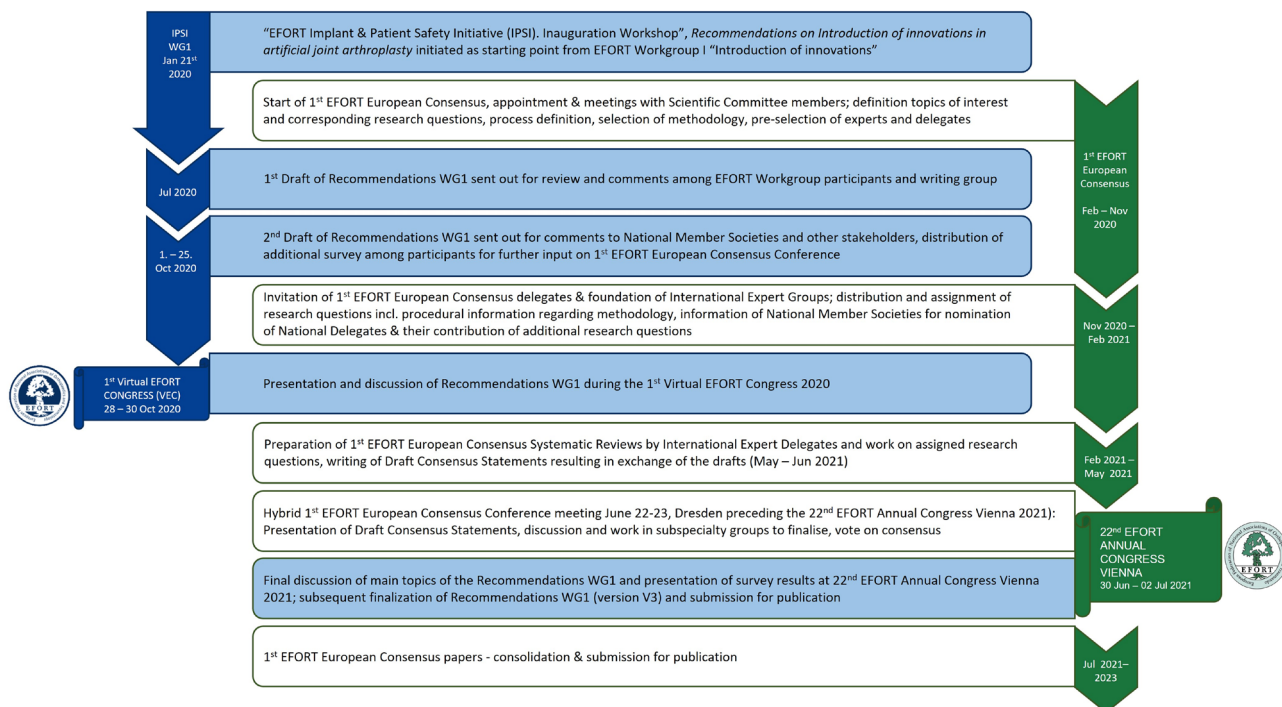 IPSI
WG1
Jan 21st
2020
“EFORT Implant & Patient Safety Initiative (IPSI). Inauguration Workshop”, Recommendations on Introduction of innovations in
artificial joint arthroplasty initiated as starting point from EFORT Workgroup I “Introduction of innovations”
Start of 1st EFORT European Consensus, appointment & meetings with Scientific Committee members; definition topics of interest
and corresponding research questions, process definition, selection of methodology, pre-selection of experts and delegates
1st EFORT
European
Consensus
Feb – Nov
2020
Jul 2020
1st Draft of Recommendations WG1 sent out for review and comments among EFORT Workgroup participants and writing group
1. – 25.
Oct 2020
2nd Draft of Recommendations WG1 sent out for comments to National Member Societies and other stakeholders, distribution of
additional survey among participants for further input on 1st EFORT European Consensus Conference
Invitation of 1st EFORT European Consensus delegates & foundation of International Expert Groups; distribution and assignment of
research questions incl. procedural information regarding methodology, information of National Member Societies for nomination
of National Delegates & their contribution of additional research questions
Nov 2020 –
Feb 2021
EFORT
1st Virtual EFORT
CONGRESS (VEC)
28 – 30 Oct 2020
Presentation and discussion of Recommendations WG1 during the 1st Virtual EFORT Congress 2020
Preparation of 1st EFORT European Consensus Systematic Reviews by International Expert Delegates and work on assigned research
questions, writing of Draft Consensus Statements resulting in exchange of the drafts (May – Jun 2021)
Feb 2021 –
May 2021
Hybrid 1st EFORT European Consensus Conference meeting June 22-23, Dresden preceding the 22nd EFORT Annual Congress Vienna 2021):
Presentation of Draft Consensus Statements, discussion and work in subspecialty groups to finalise, vote on consensus
22nd EFORT
ANNUAL
CONGRESS
VIENNA
30 Jun – 02 Jul 2021
EFORT
Final discussion of main topics of the Recommendations WG1 and presentation of survey results at 22nd EFORT Annual Congress Vienna
2021; subsequent finalization of Recommendations WG1 (version V3) and submission for publication
1st EFORT European Consensus papers - consolidation & submission for publication
Jul 2021–
2023